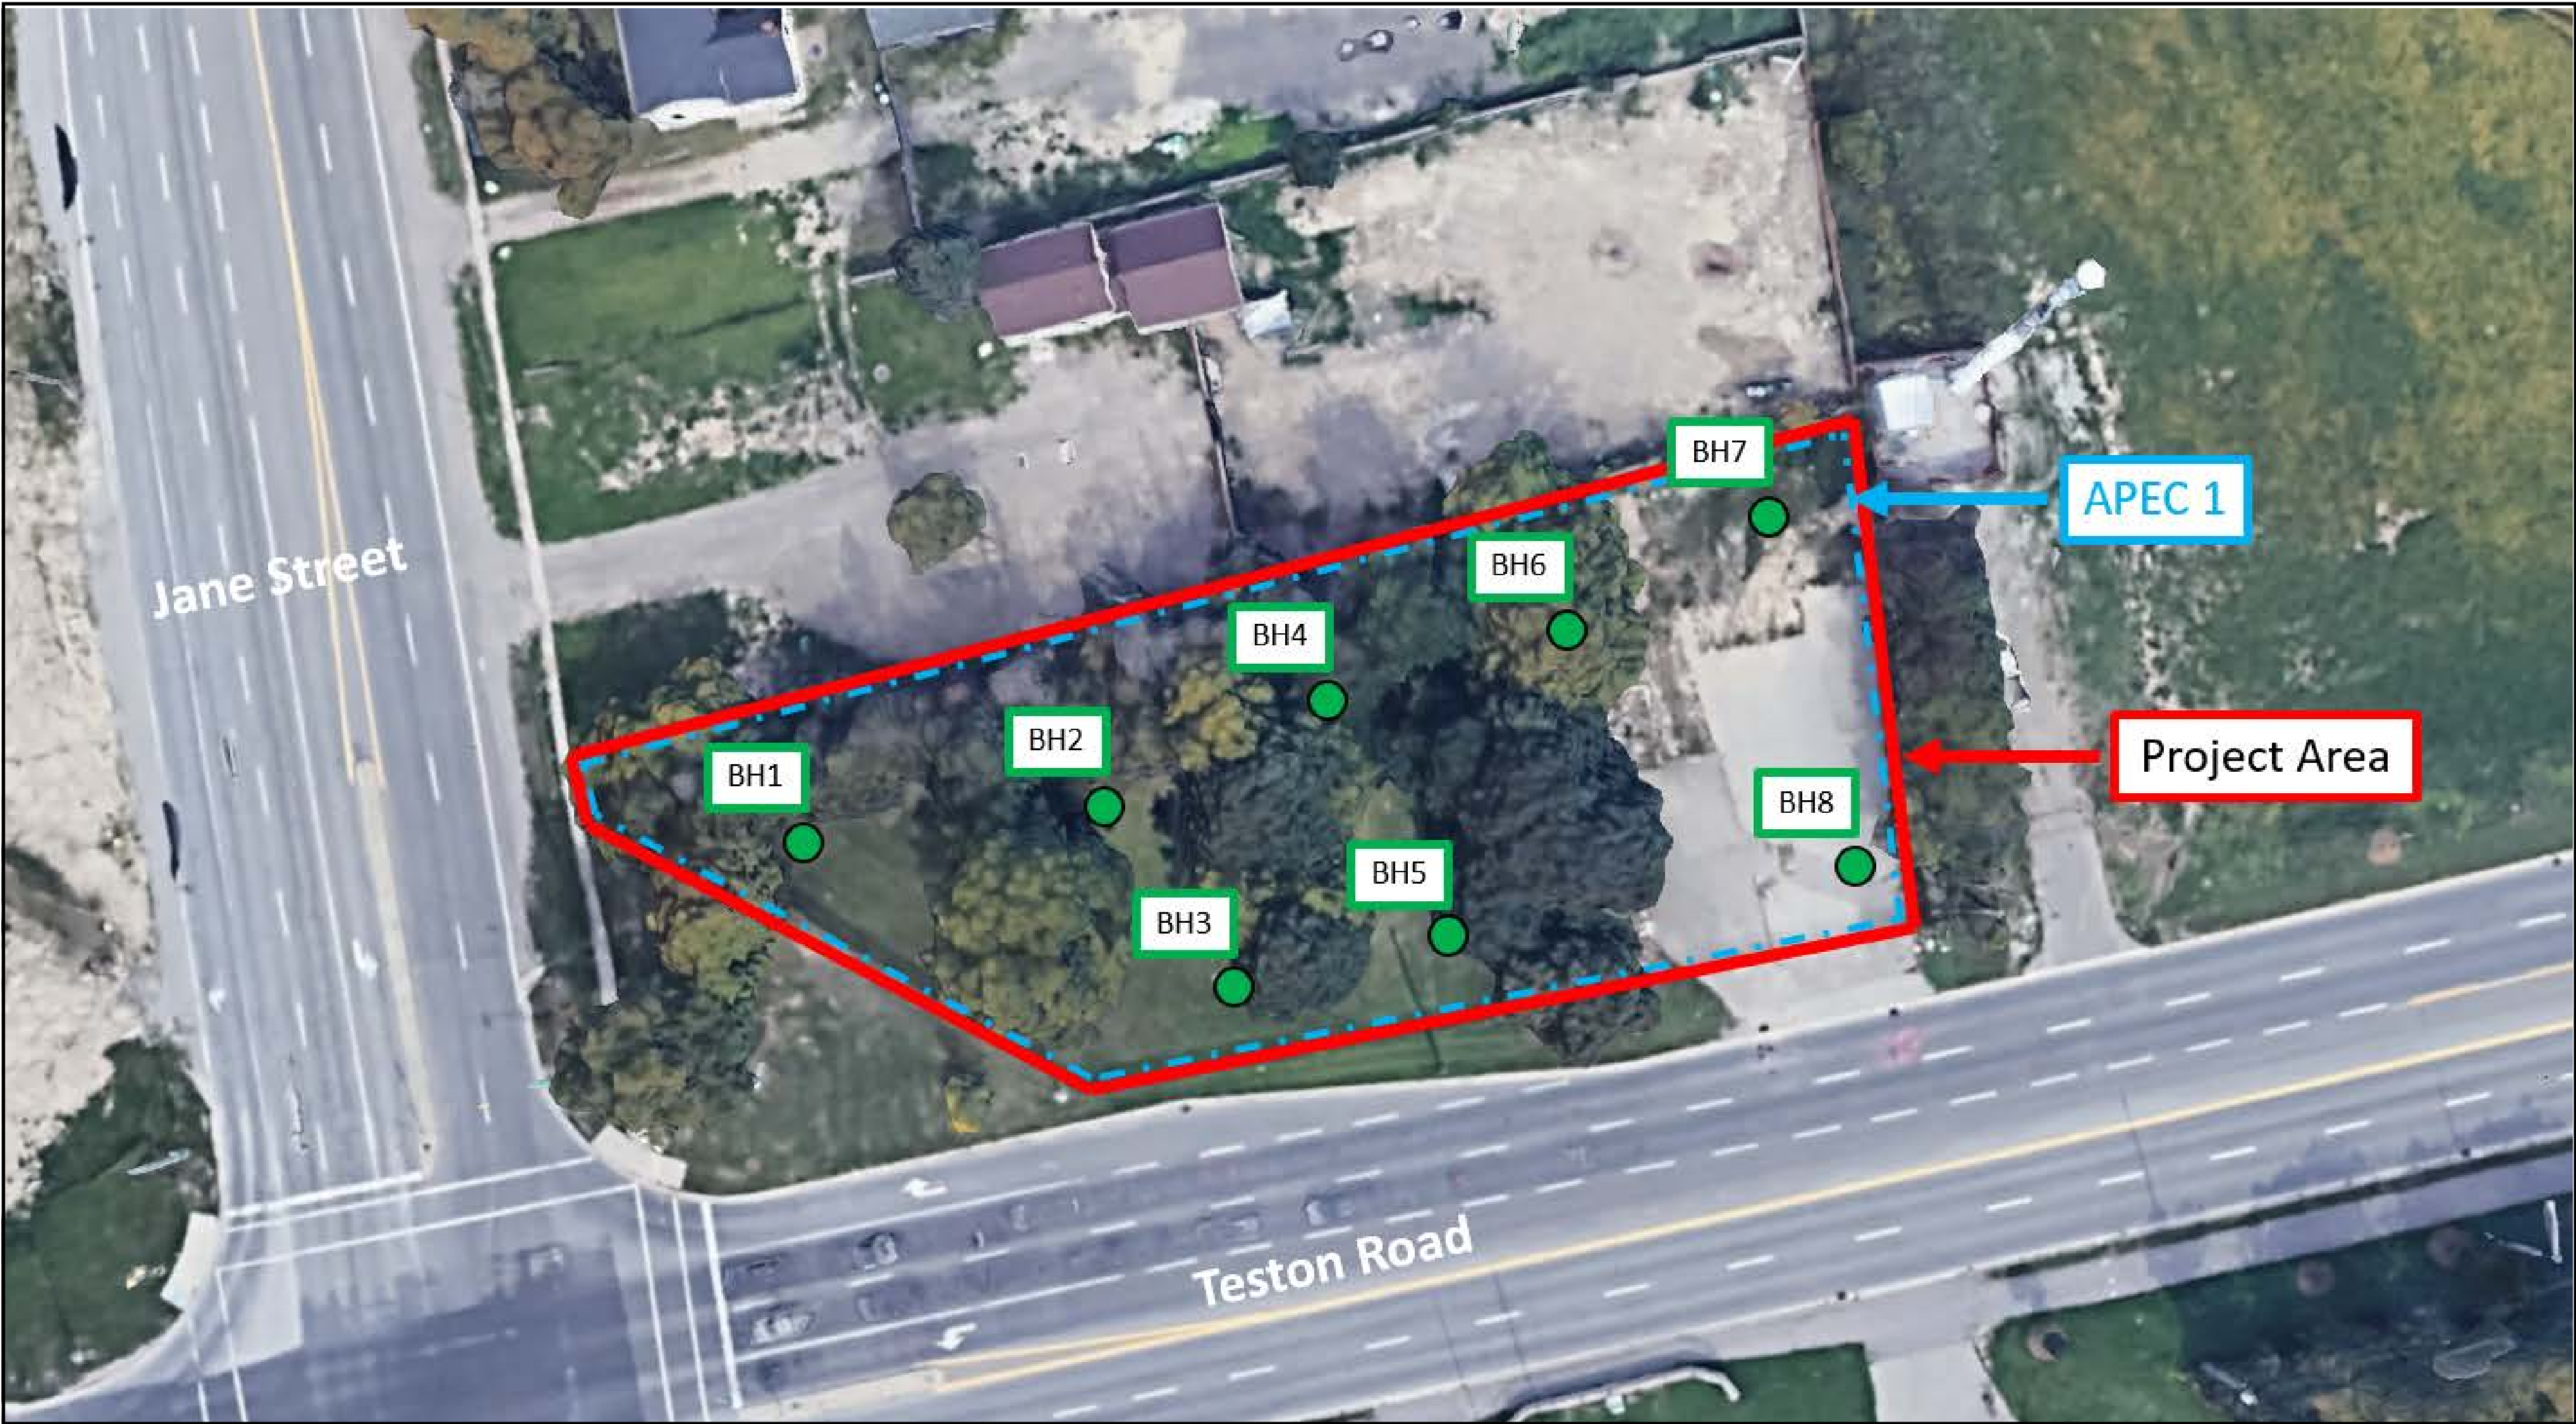 BH7
APEC 1
BH6
Jane Street
BH4
BH2
Project Area
BH1
BH8
BH5
BH3
Teston Road